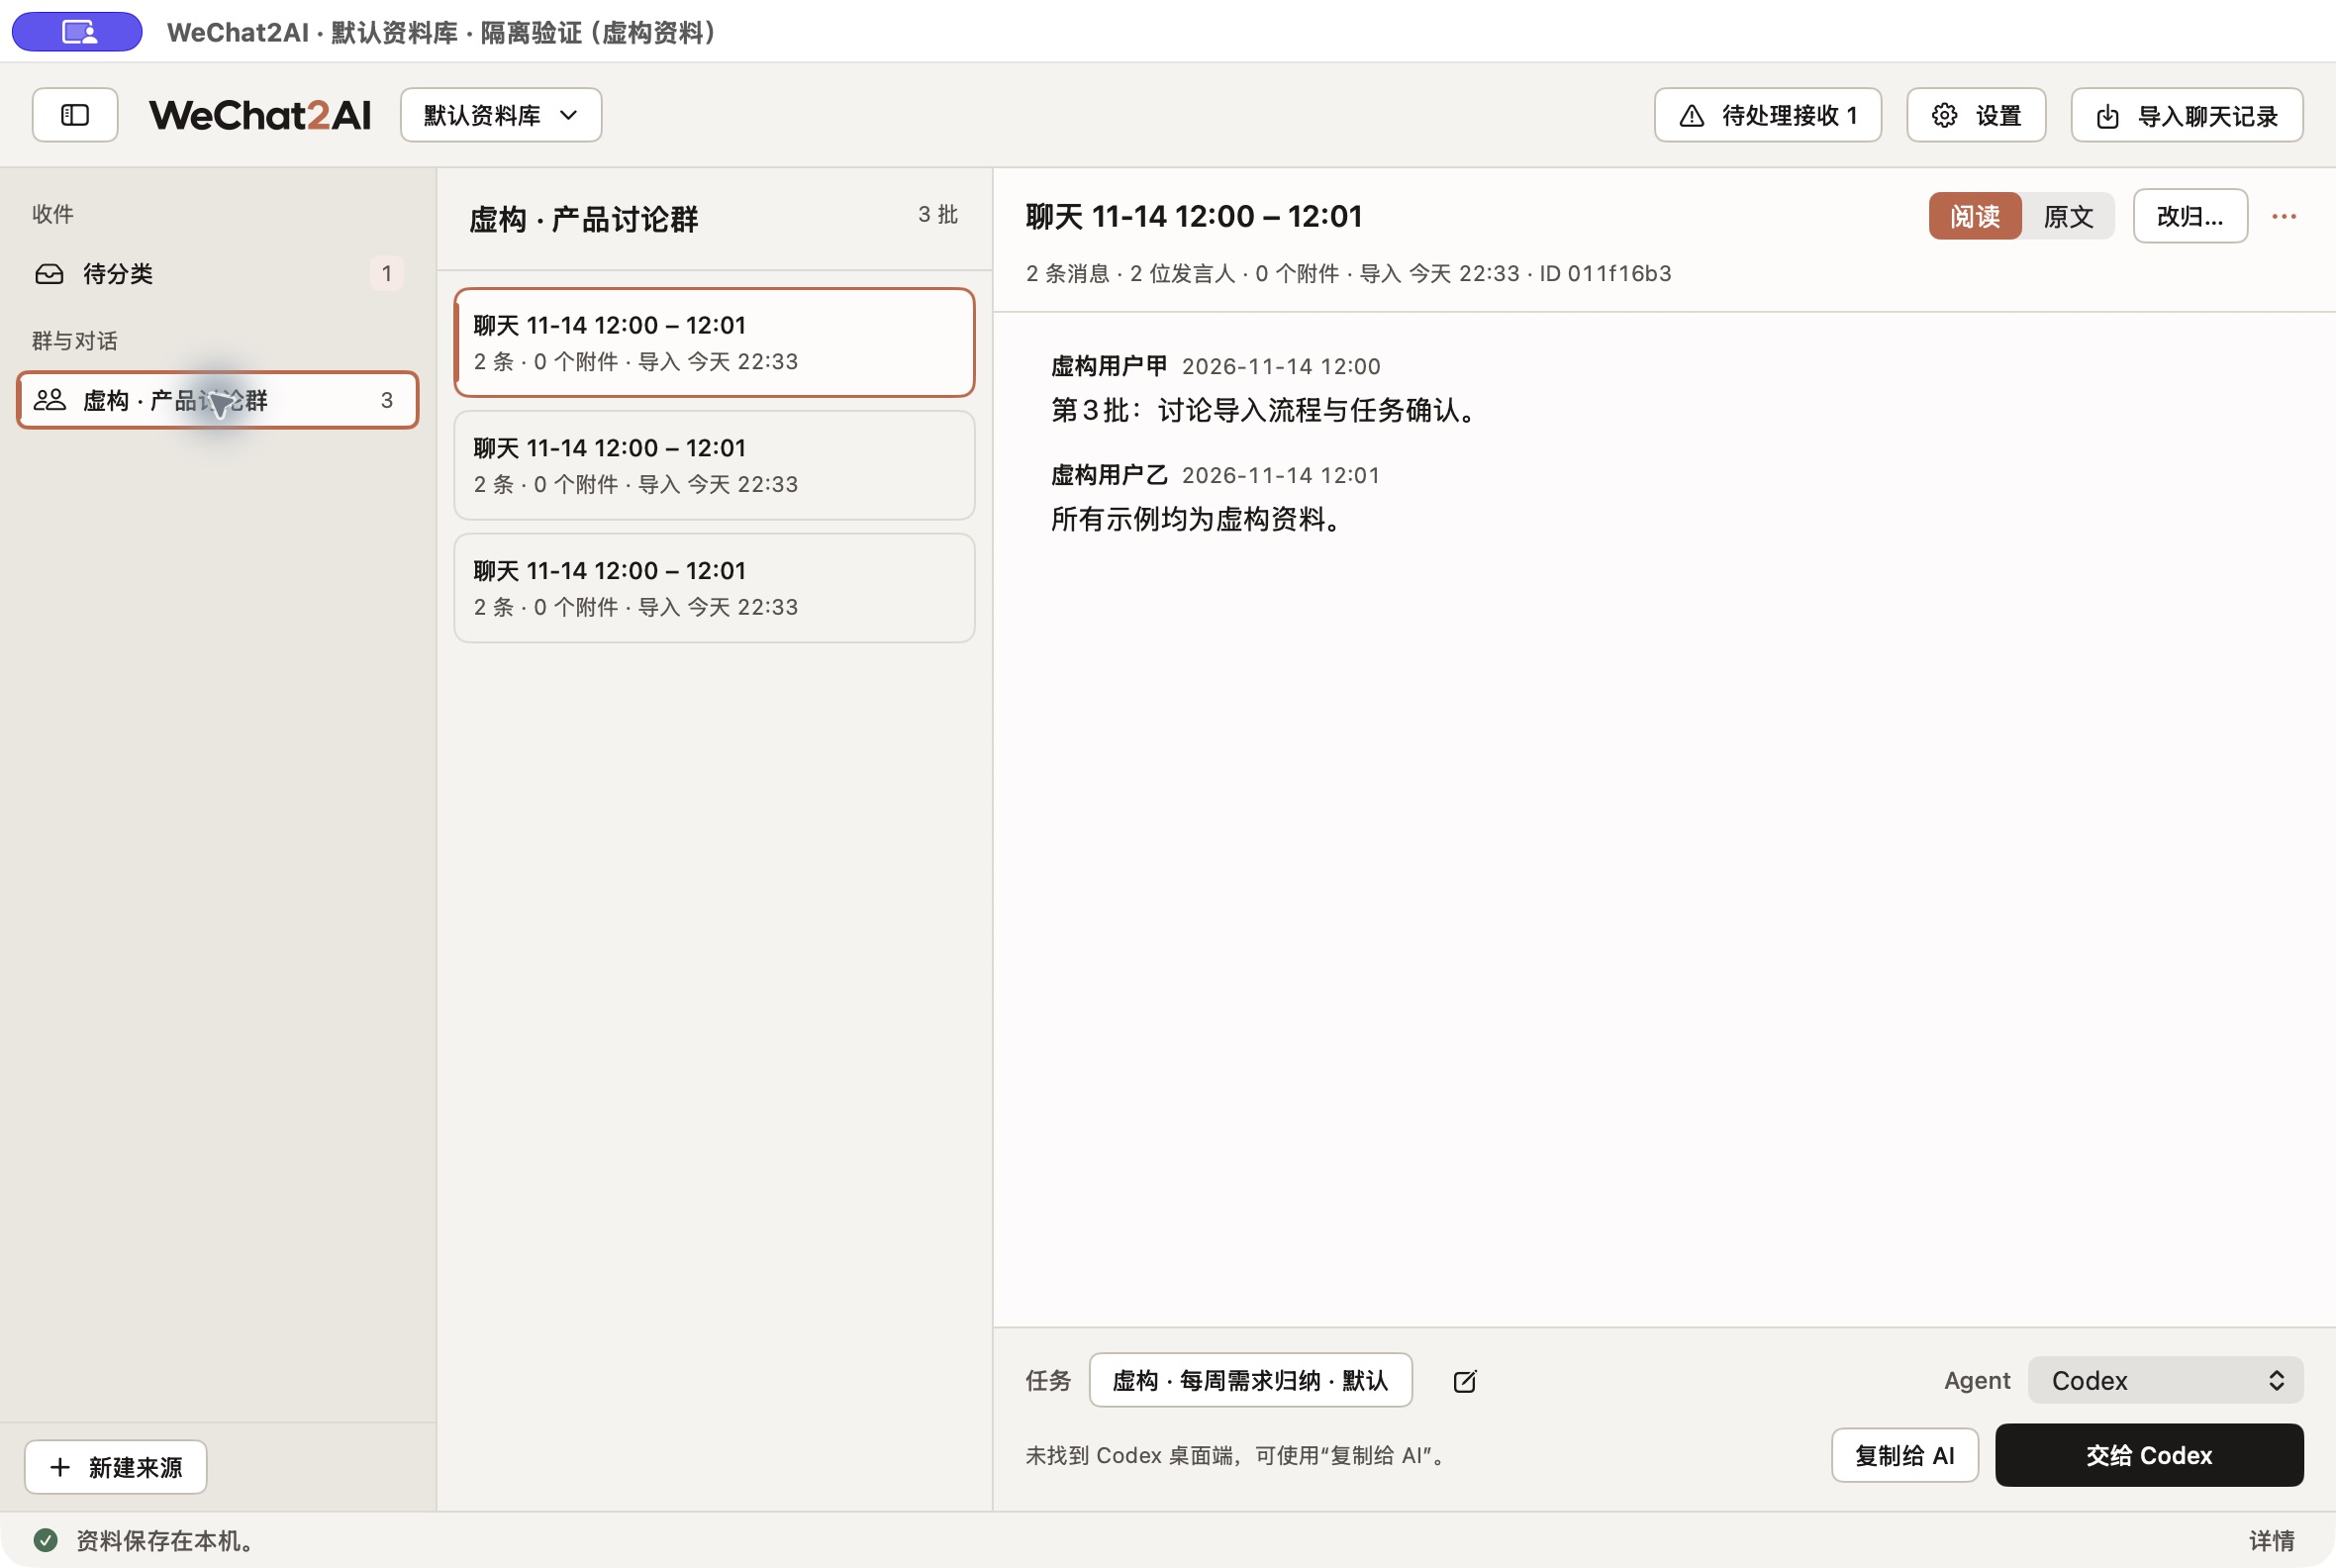 WeChat2AI · 默认资料库 · 隔离验证（虚构资料）
WeChat2AI
默认资料库
待处理接收 1
设置
导入聊天记录
收件
待分类
1
群与对话
虚构 · 产品讨论群
3
新建来源
虚构 · 产品讨论群
3 批
聊天 11-14 12:00 – 12:01
2 条 · 0 个附件 · 导入 今天 22:33
聊天 11-14 12:00 – 12:01
2 条 · 0 个附件 · 导入 今天 22:33
聊天 11-14 12:00 – 12:01
2 条 · 0 个附件 · 导入 今天 22:33
聊天 11-14 12:00 – 12:01
阅读
原文
改归...
2 条消息 · 2 位发言人 · 0 个附件 · 导入 今天 22:33 · ID 011f16b3
虚构用户甲 2026-11-14 12:00
第3批：讨论导入流程与任务确认。
虚构用户乙 2026-11-14 12:01
所有示例均为虚构资料。
任务
虚构 · 每周需求归纳 · 默认
Agent
Codex
未找到 Codex 桌面端，可使用“复制给 AI”。
复制给 AI
交给 Codex
资料保存在本机。
详情